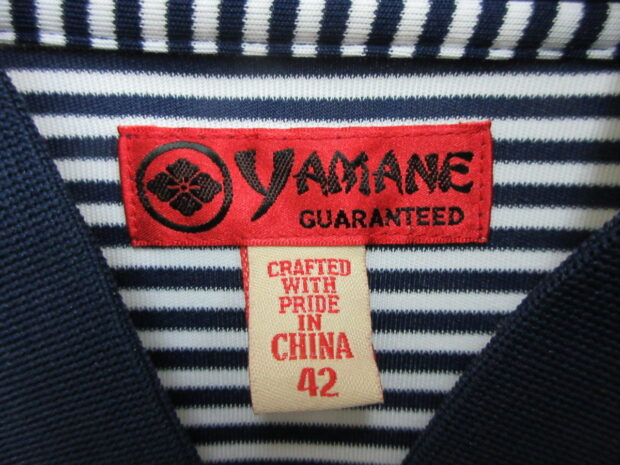 YAMANE
GUARANTEED
CRAFTED
WITH
PRIDE
IN
CHINA
42